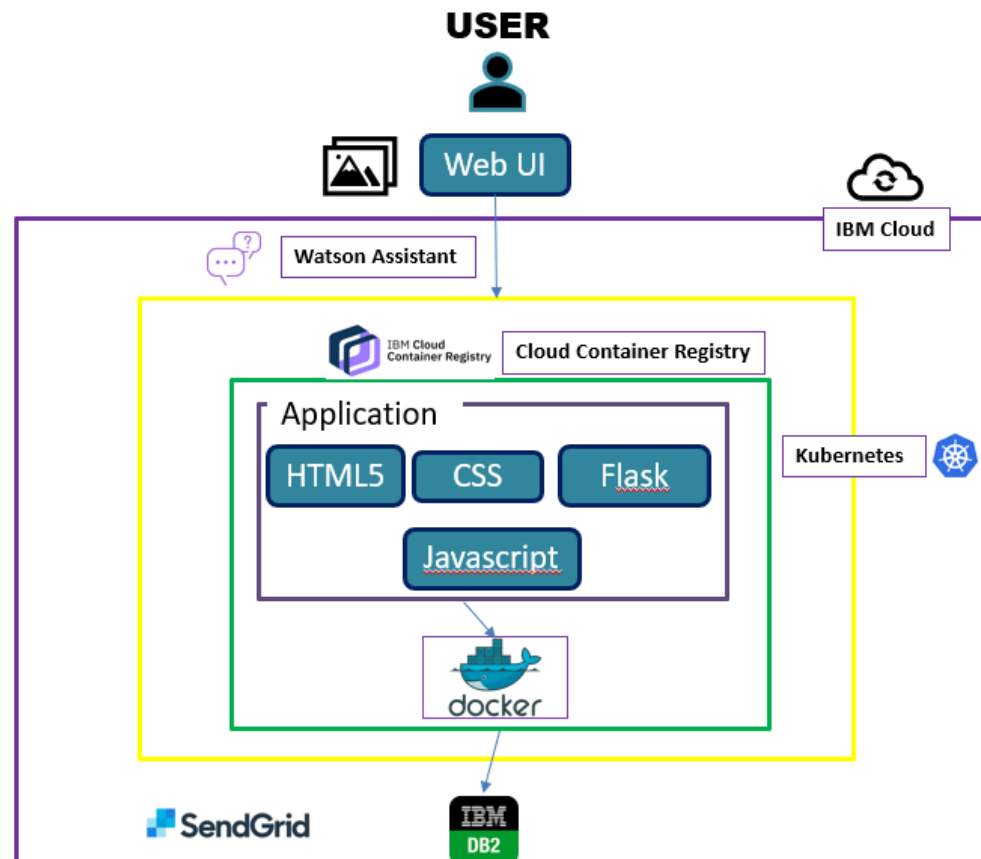 USER
Web UI
IBM Cloud
? 
Watson Assistant
IBM Cloud
Container Registry
Cloud Container Registry
Application
HTML5
CSS
Flask
Kubernetes
Javascript
docker
SendGrid
IBM
DB2